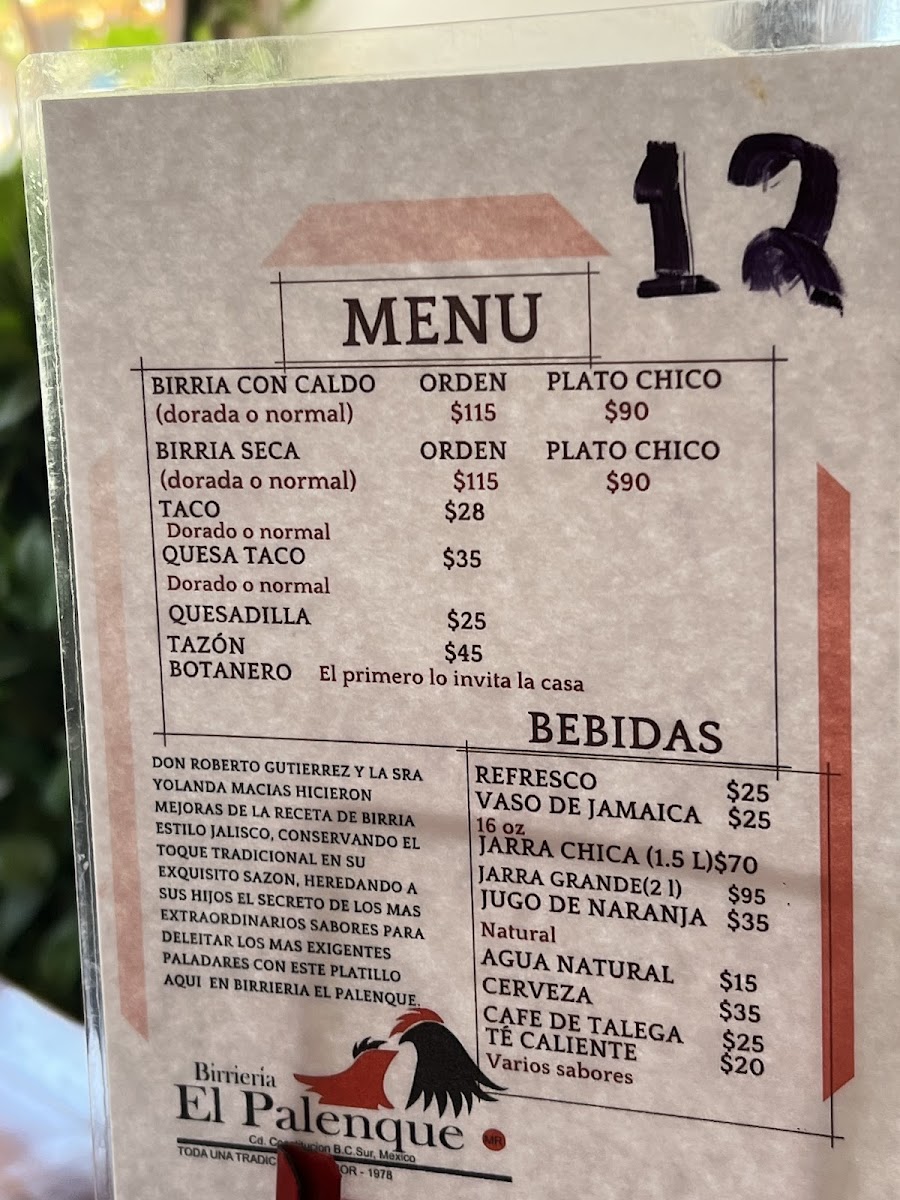 12
MENU
BIRRIA CON CALDO ORDEN PLATO CHICO
(dorada o normal) $115 $90
BIRRIA SECA ORDEN PLATO CHICO
(dorada o normal) $115 $90
TACO $28
Dorado o normal
QUESA TACO $35
Dorado o normal
QUESADILLA $25
TAZÓN $45
BOTANERO El primero lo invita la casa
BEBIDAS
REFRESCO $25
VASO DE JAMAICA $25
16 oz
JARRA CHICA (1.5 L)$70
JARRA GRANDE(2 l) $95
JUGO DE NARANJA $35
Natural
AGUA NATURAL $15
CERVEZA $35
CAFE DE TALEGA $25
TÉ CALIENTE $20
Varios sabores
DON ROBERTO GUTIERREZ Y LA SRA
YOLANDA MACIAS HICIERON
MEJORAS DE LA RECETA DE BIRRIA
ESTILO JALISCO, CONSERVANDO EL
TOQUE TRADICIONAL EN SU
EXQUISITO SAZON, HEREDANDO A
SUS HIJOS EL SECRETO DE LOS MAS
EXTRAORDINARIOS SABORES PARA
DELEITAR LOS MAS EXIGENTES
PALADARES CON ESTE PLATILLO
AQUI EN BIRRIERIA EL PALENQUE.
Birriería
El Palenque
MR
Cd. B.C.Sur, Mexico
TODA UNA - 1978